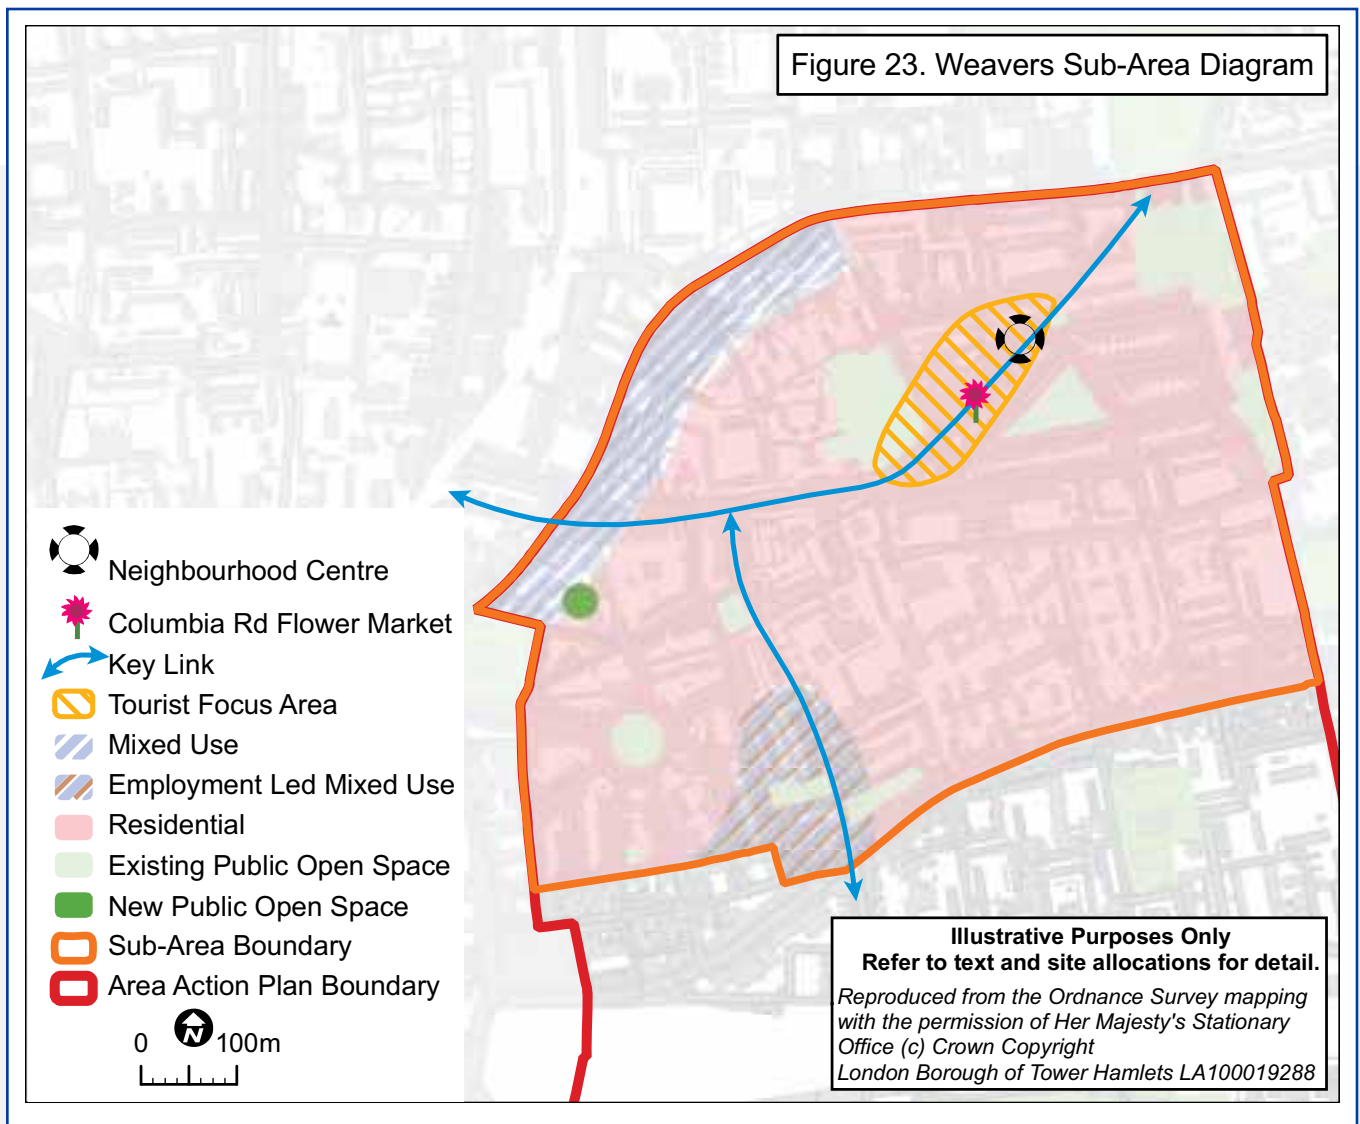 Figure 23. Weavers Sub-Area Diagram
Neighbourhood Centre
Columbia Rd Flower Market
Key Link
Tourist Focus Area
Mixed Use
Employment Led Mixed Use
Residential
Existing Public Open Space
New Public Open Space
Sub-Area Boundary
Area Action Plan Boundary
N
0 100m
Illustrative Purposes Only
Refer to text and site allocations for detail.
Reproduced from the Ordnance Survey mapping
with the permission of Her Majesty's Stationary
Office (c) Crown Copyright
London Borough of Tower Hamlets LA100019288